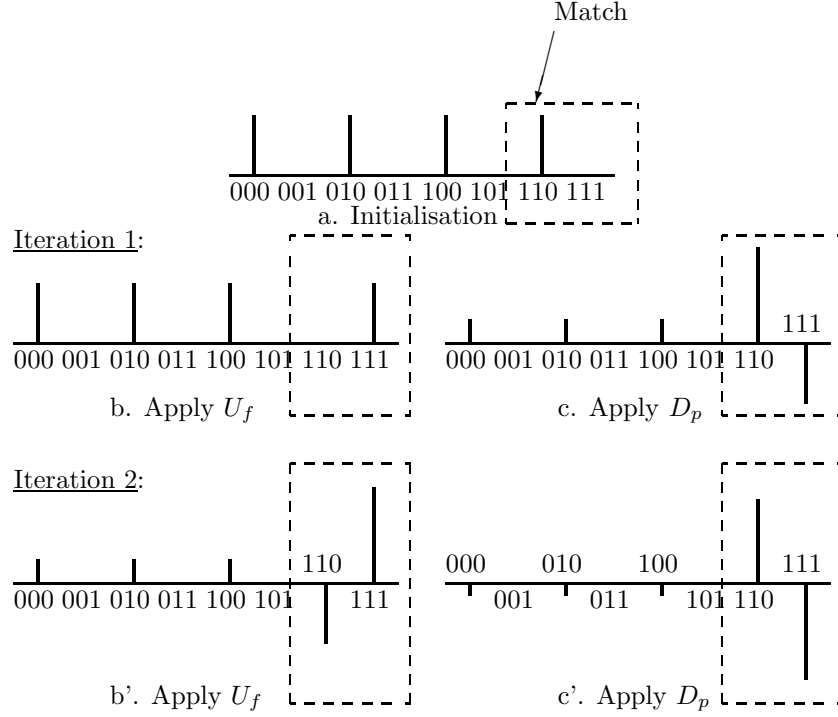 Match
000 001 010 011 100 101 110 111
a. Initialisation
Iteration 1:
000 001 010 011 100 101 110 111
b. Apply U_f
111
000 001 010 011 100 101 110
c. Apply D_p
Iteration 2:
110
000 001 010 011 100 101 111
b'. Apply U_f
000 010 100 111
001 011 101 110
c'. Apply D_p